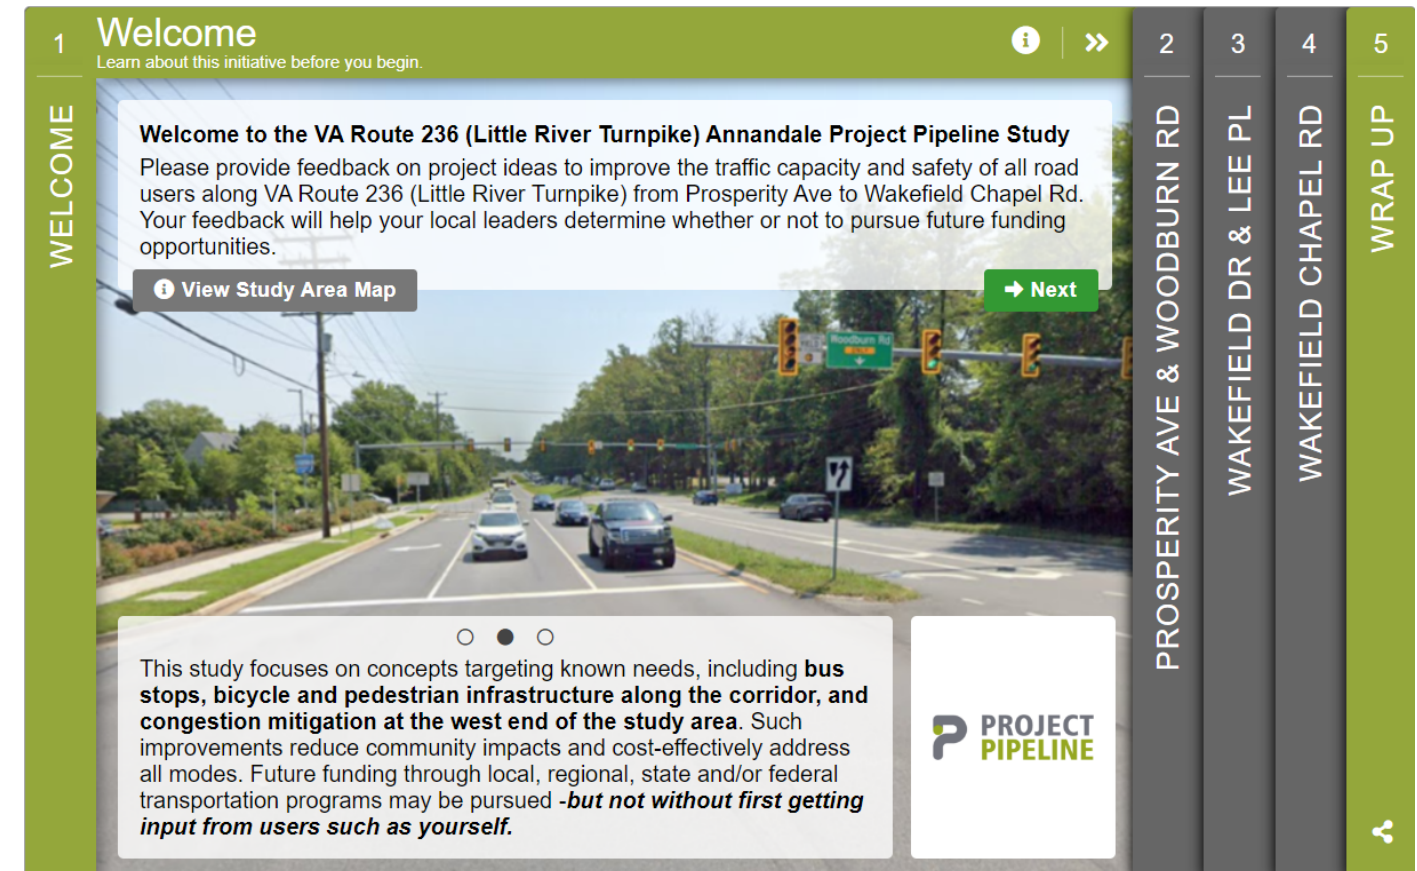 1
WELCOME
Welcome
Learn about this initiative before you begin.
Welcome to the VA Route 236 (Little River Turnpike) Annandale Project Pipeline Study
Please provide feedback on project ideas to improve the traffic capacity and safety of all road
users along VA Route 236 (Little River Turnpike) from Prosperity Ave to Wakefield Chapel Rd.
Your feedback will help your local leaders determine whether or not to pursue future funding
opportunities.
View Study Area Map
Next
Woodburn Rd
ONLY
This study focuses on concepts targeting known needs, including bus
stops, bicycle and pedestrian infrastructure along the corridor, and
congestion mitigation at the west end of the study area. Such
improvements reduce community impacts and cost-effectively address
all modes. Future funding through local, regional, state and/or federal
transportation programs may be pursued -but not without first getting
input from users such as yourself.
PROJECT
PIPELINE
2
PROSPERITY AVE & WOODBURN RD
3
WAKEFIELD DR & LEE PL
4
WAKEFIELD CHAPEL RD
5
WRAP UP